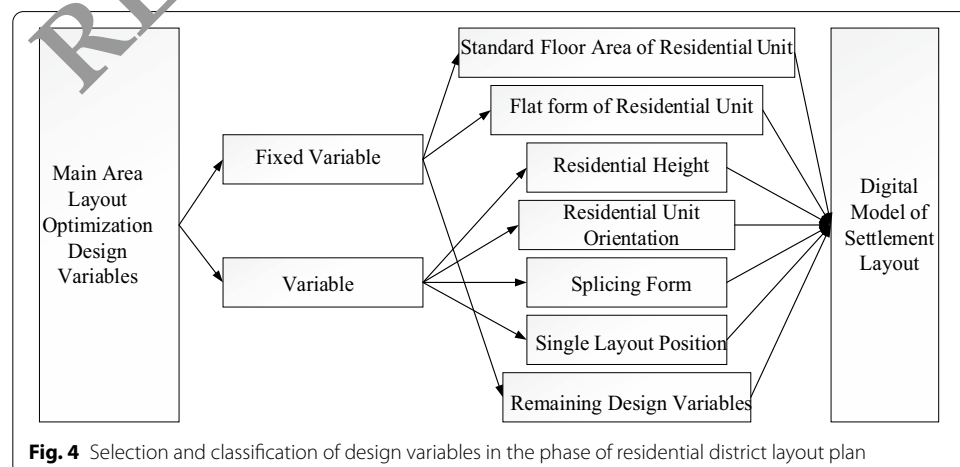 Standard Floor Area of Residential Unit
Flat form of Residential Unit
Fixed Variable
Residential Height
Main Area
Layout
Optimization
Design
Variables
Residential Unit
Orientation
Digital
Model of
Settlement
Layout
Variable
Splicing Form
Single Layout Position
Remaining Design Variables
Fig. 4 Selection and classification of design variables in the phase of residential district layout plan